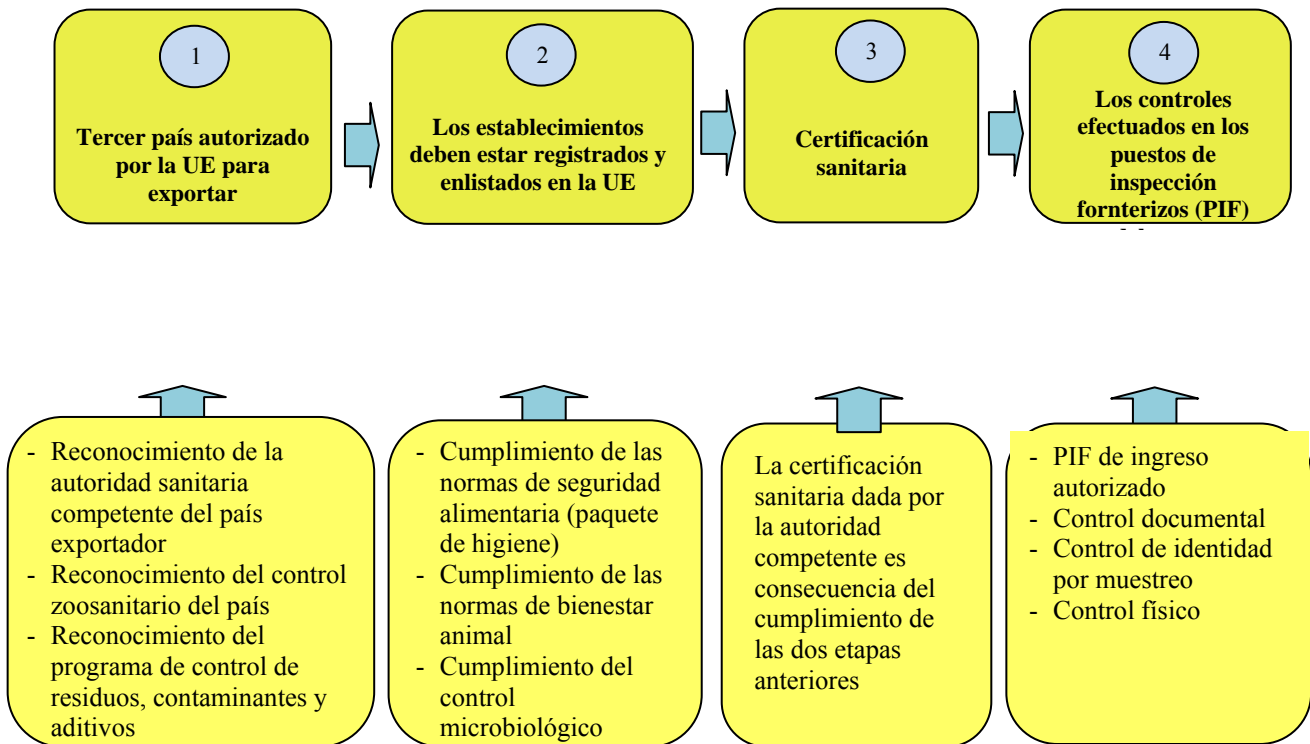 1
Tercer país autorizado
por la UE para
exportar
2
Los establecimientos
deben estar registrados y
enlistados en la UE
3
Certificación
sanitaria
4
Los controles
efectuados en los
puestos de
inspección
fornterizos (PIF)
- Reconocimiento de la
autoridad sanitaria
competente del país
exportador
- Reconocimiento del control
zoosanitario del país
- Reconocimiento del
programa de control de
residuos, contaminantes y
aditivos
- Cumplimiento de las
normas de seguridad
alimentaria (paquete
de higiene)
- Cumplimiento de las
normas de bienestar
animal
- Cumplimiento del
control
microbiológico
La certificación
sanitaria dada por
la autoridad
competente es
consecuencia del
cumplimiento de
las dos etapas
anteriores
- PIF de ingreso
autorizado
- Control documental
- Control de identidad
por muestreo
- Control físico